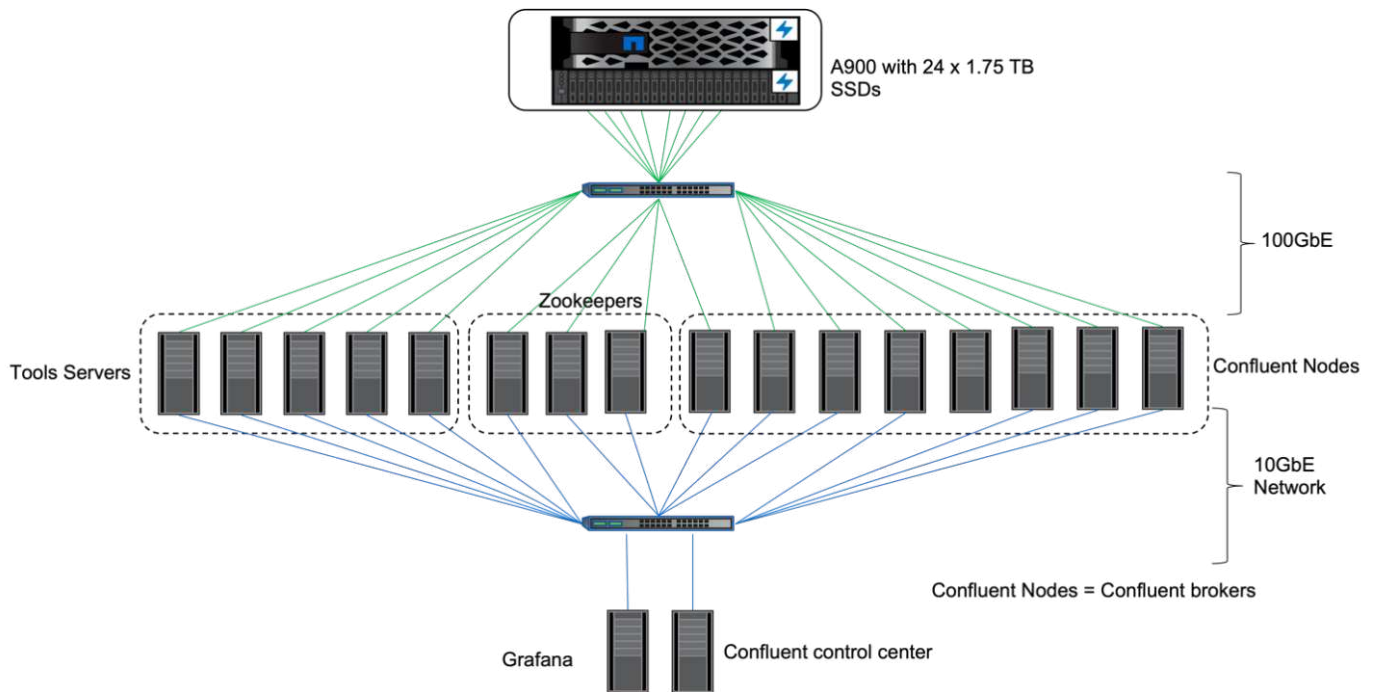 A900 with 24 x 1.75 TB
SSDs
100GbE
Zookeepers
Tools Servers
Confluent Nodes
10GbE
Network
Confluent Nodes = Confluent brokers
Grafana
Confluent control center